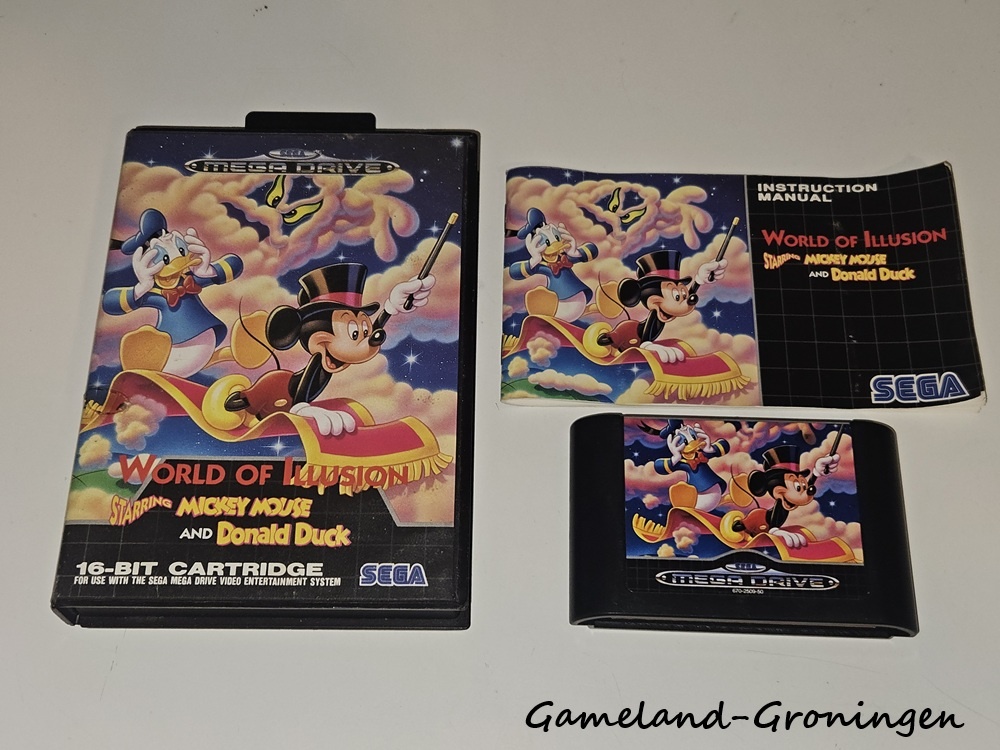 SEGA
MEGA DRIVE
WORLD OF ILLUSION
STARRING MICKEY MOUSE
AND Donald Duck
16-BIT CARTRIDGE
FOR USE WITH THE SEGA MEGA DRIVE VIDEO ENTERTAINMENT SYSTEM
SEGA
INSTRUCTION
MANUAL
WORLD OF ILLUSION
STARRING MICKEY MOUSE
AND Donald Duck
SEGA
SEGA
MEGA DRIVE
670-2509-50
Gameland-Groningen